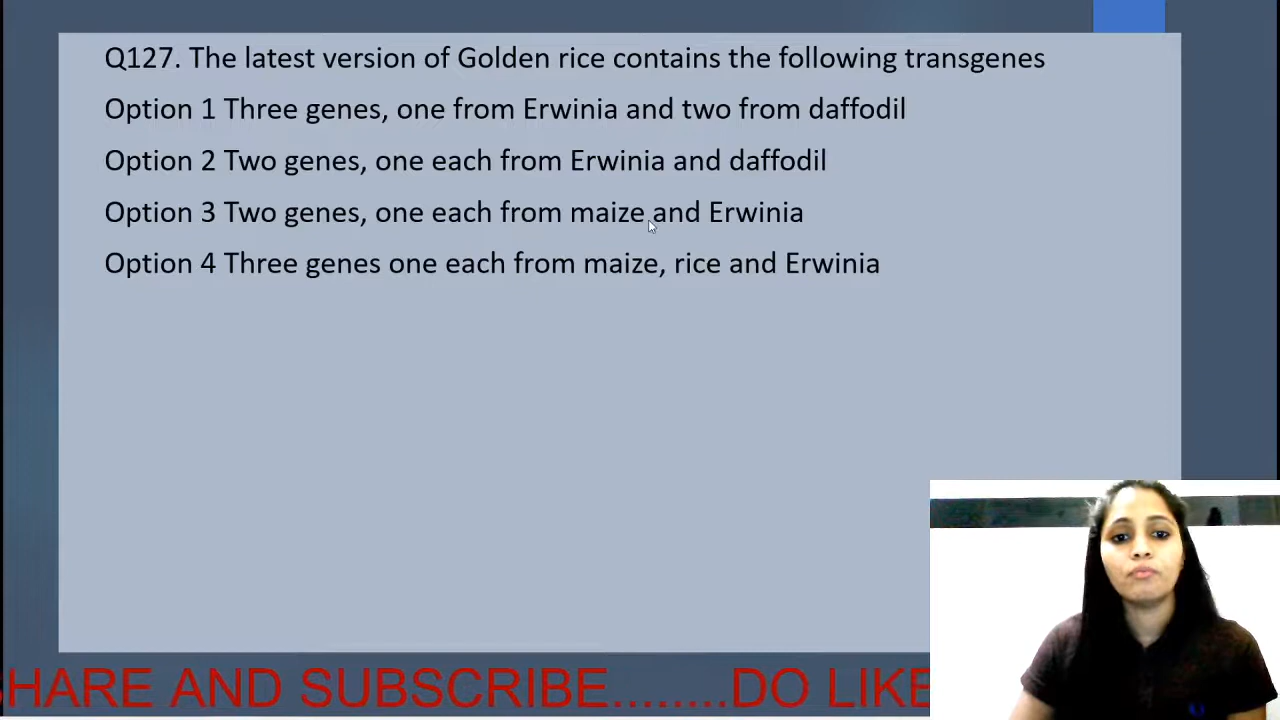 Q127. The latest version of Golden rice contains the following transgenes
Option 1 Three genes, one from Erwinia and two from daffodil
Option 2 Two genes, one each from Erwinia and daffodil
Option 3 Two genes, one each from maize and Erwinia
Option 4 Three genes one each from maize, rice and Erwinia
HARE AND SUBSCRIBE........DO LIKE